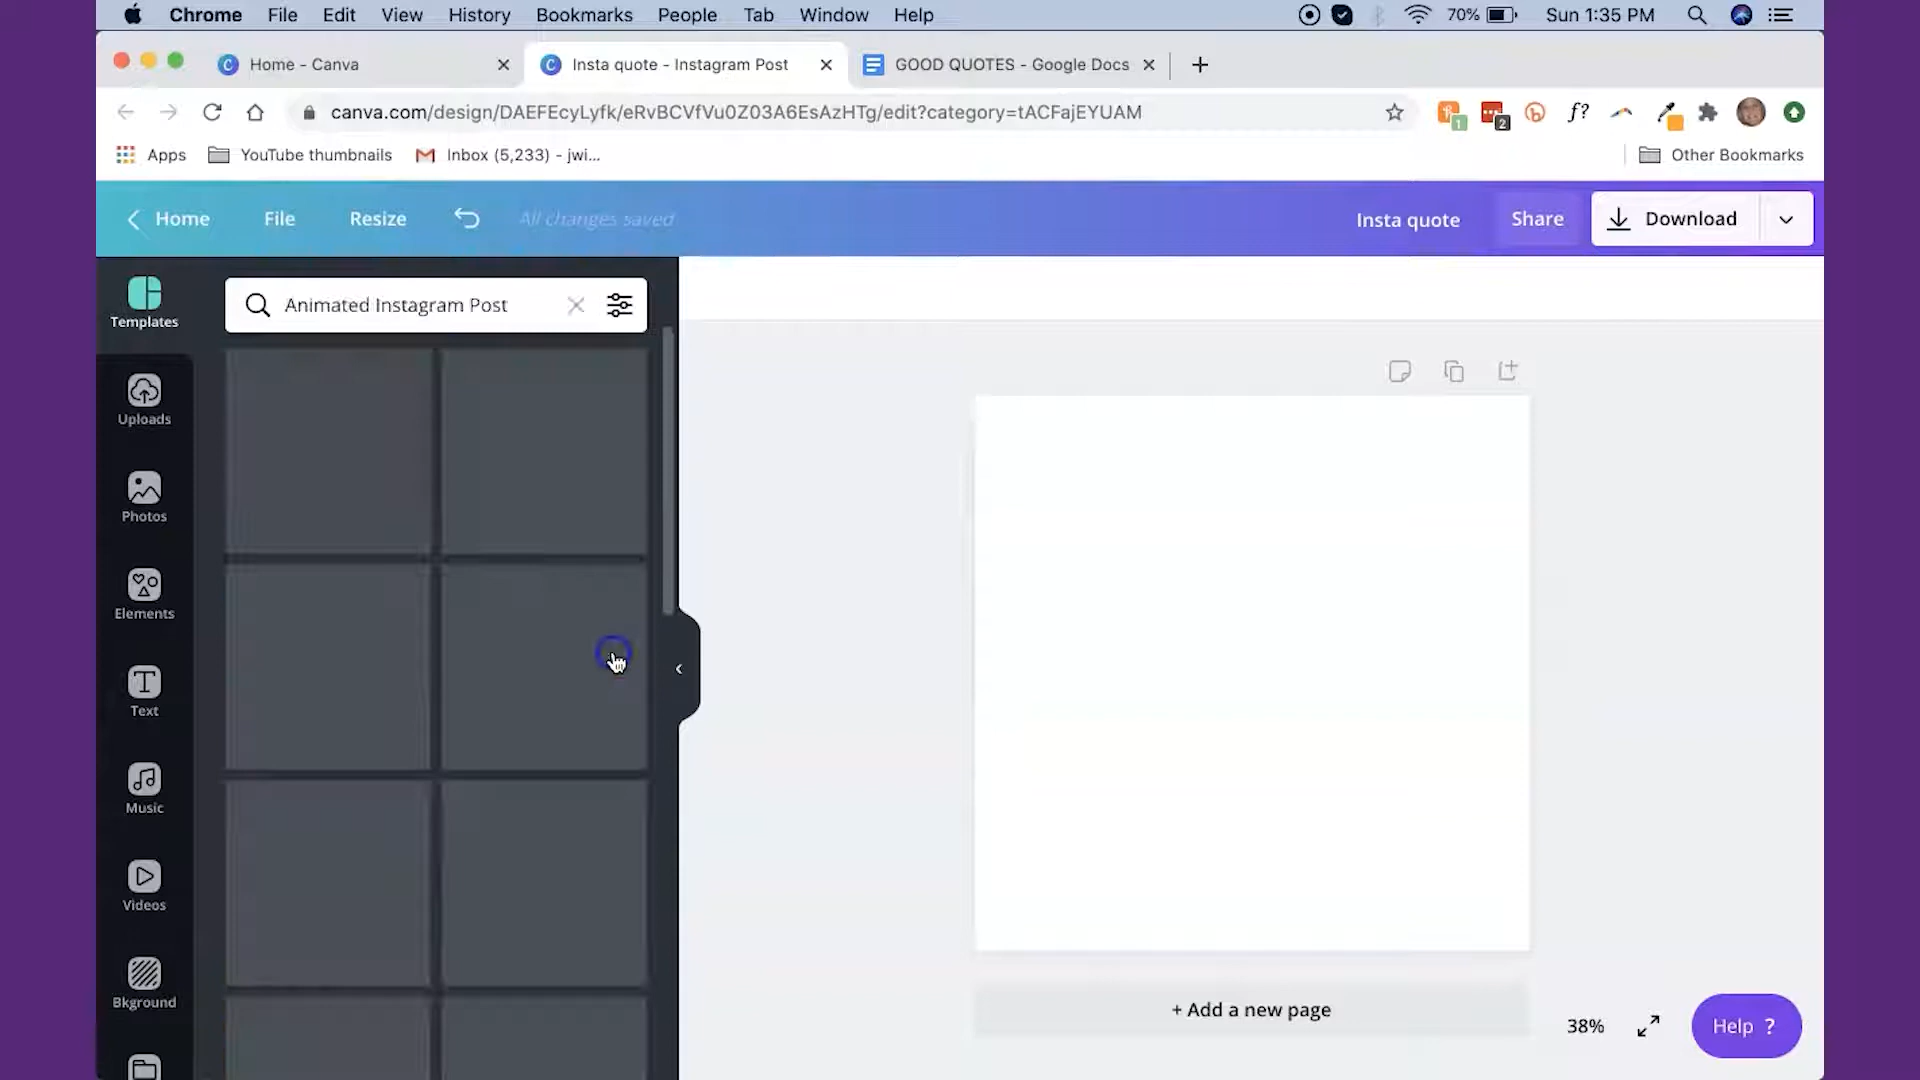 Chrome File Edit View History Bookmarks People Tab Window Help 70% Sun 1:35 PM
Home - Canva Insta quote - Instagram Post GOOD QUOTES - Google Docs
canva.com/design/DAEFEcyLyfk/eRvBCVfVu0Z03A6EsAzHTg/edit?category=tACFajEYUAM 1 2 f?
Apps YouTube thumbnails Inbox (5,233) - jwi... Other Bookmarks
Home File Resize All changes saved Insta quote Share Download
Templates
Animated Instagram Post
Uploads
Photos
Elements
Text
Music
Videos
Bkground
+ Add a new page
38%
Help ?